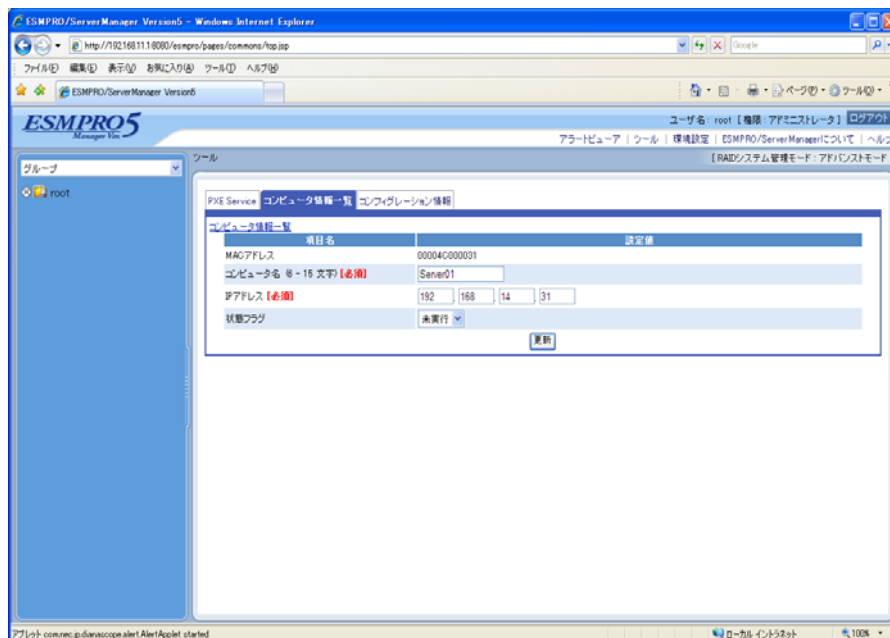 ESMPRO/ServerManager Version5 - Windows Internet Explorer
http://192.168.11.1:8080/esmpro/pages/commons/top.jsp
Google
ファイル(F) 編集(E) 表示(V) お気に入り(A) ツール(T) ヘルプ(H)
ESMPRO/ServerManager Version5
ページ(P) ツール(O)
ESMPRO5
Manager Ver.
ユーザ名: root [権限:アドミニストレータ] ログアウト
アラートビューア | ツール | 環境設定 | ESMPRO/ServerManagerについて | ヘルプ
グループ
ツール
[RAIDシステム管理モード:アドバンストモード
root
PXE Service コンピュータ情報一覧 コンフィグレーション情報
コンピュータ情報一覧
項目名 設定値
MACアドレス 00004C000031
コンピュータ名 (6 - 15 文字) [必須] Server01
IPアドレス [必須] 192 . 168 . 14 . 31
状態フラグ 未実行
更新
アプレット com.nec.jp.dianascope.alert.AlertApplet started
ローカル イントラネット
100%